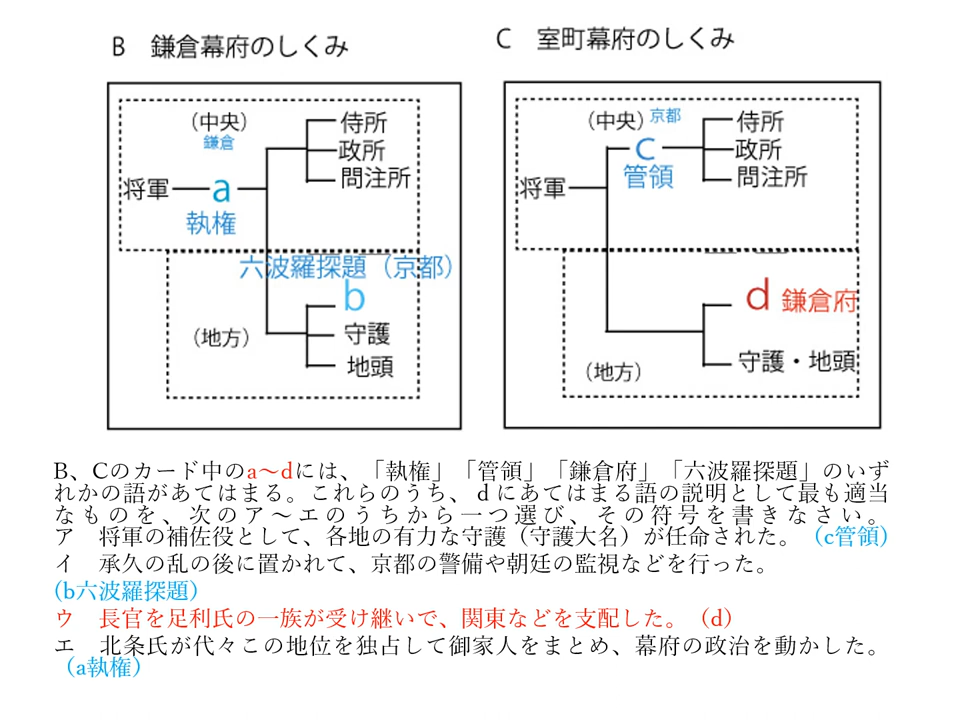 B　鎌倉幕府のしくみ
（中央）
鎌倉
侍所
政所
問注所
将軍
a
執権
六波羅探題（京都）
b
（地方）
守護
地頭
C　室町幕府のしくみ
（中央）京都
侍所
政所
問注所
将軍
c
管領
d 鎌倉府
（地方）
守護・地頭
B、Cのカード中のa～dには、「執権」「管領」「鎌倉府」「六波羅探題」のいず
れかの語があてはまる。これらのうち、dにあてはまる語の説明として最も適当
なものを、次のア～エのうちから一つ選び、その符号を書きなさい。
ア　将軍の補佐役として、各地の有力な守護（守護大名）が任命された。（c管領)
イ　承久の乱の後に置かれて、京都の警備や朝廷の監視などを行った。
(b六波羅探題）
ウ　長官を足利氏の一族が受け継いで、関東などを支配した。（d）
エ　北条氏が代々この地位を独占して御家人をまとめ、幕府の政治を動かした。
（a執権）